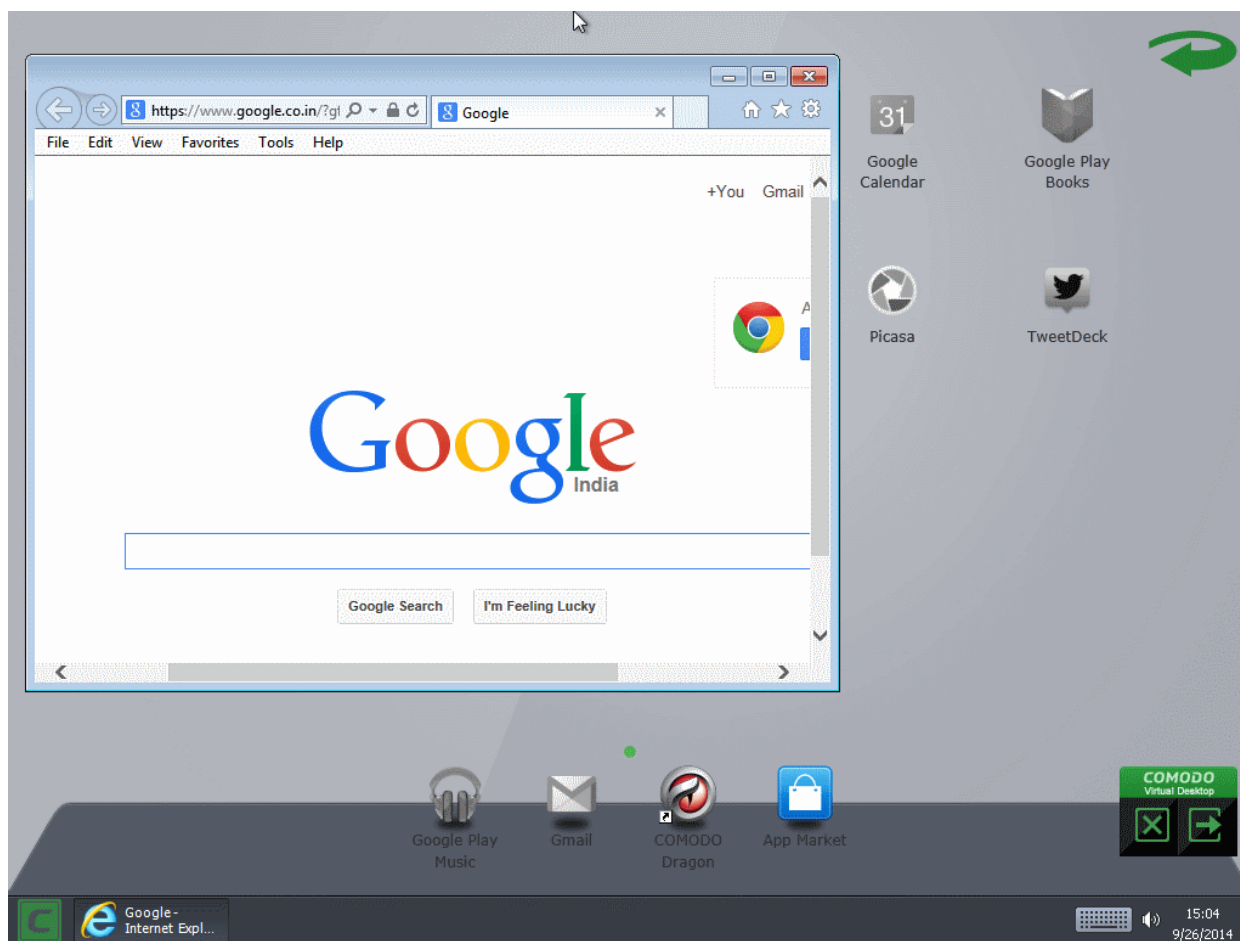 8 https://www.google.co.in/?gf
8 Google
File Edit View Favorites Tools Help
+You Gmail
A
Google
India
Google Search
I'm Feeling Lucky
31
Google
Calendar
Google Play
Books
Picasa
TweetDeck
Google Play
Music
Gmail
COMODO
Dragon
App Market
COMODO
Virtual Desktop
C
Google -
Internet Expl...
15:04
9/26/2014